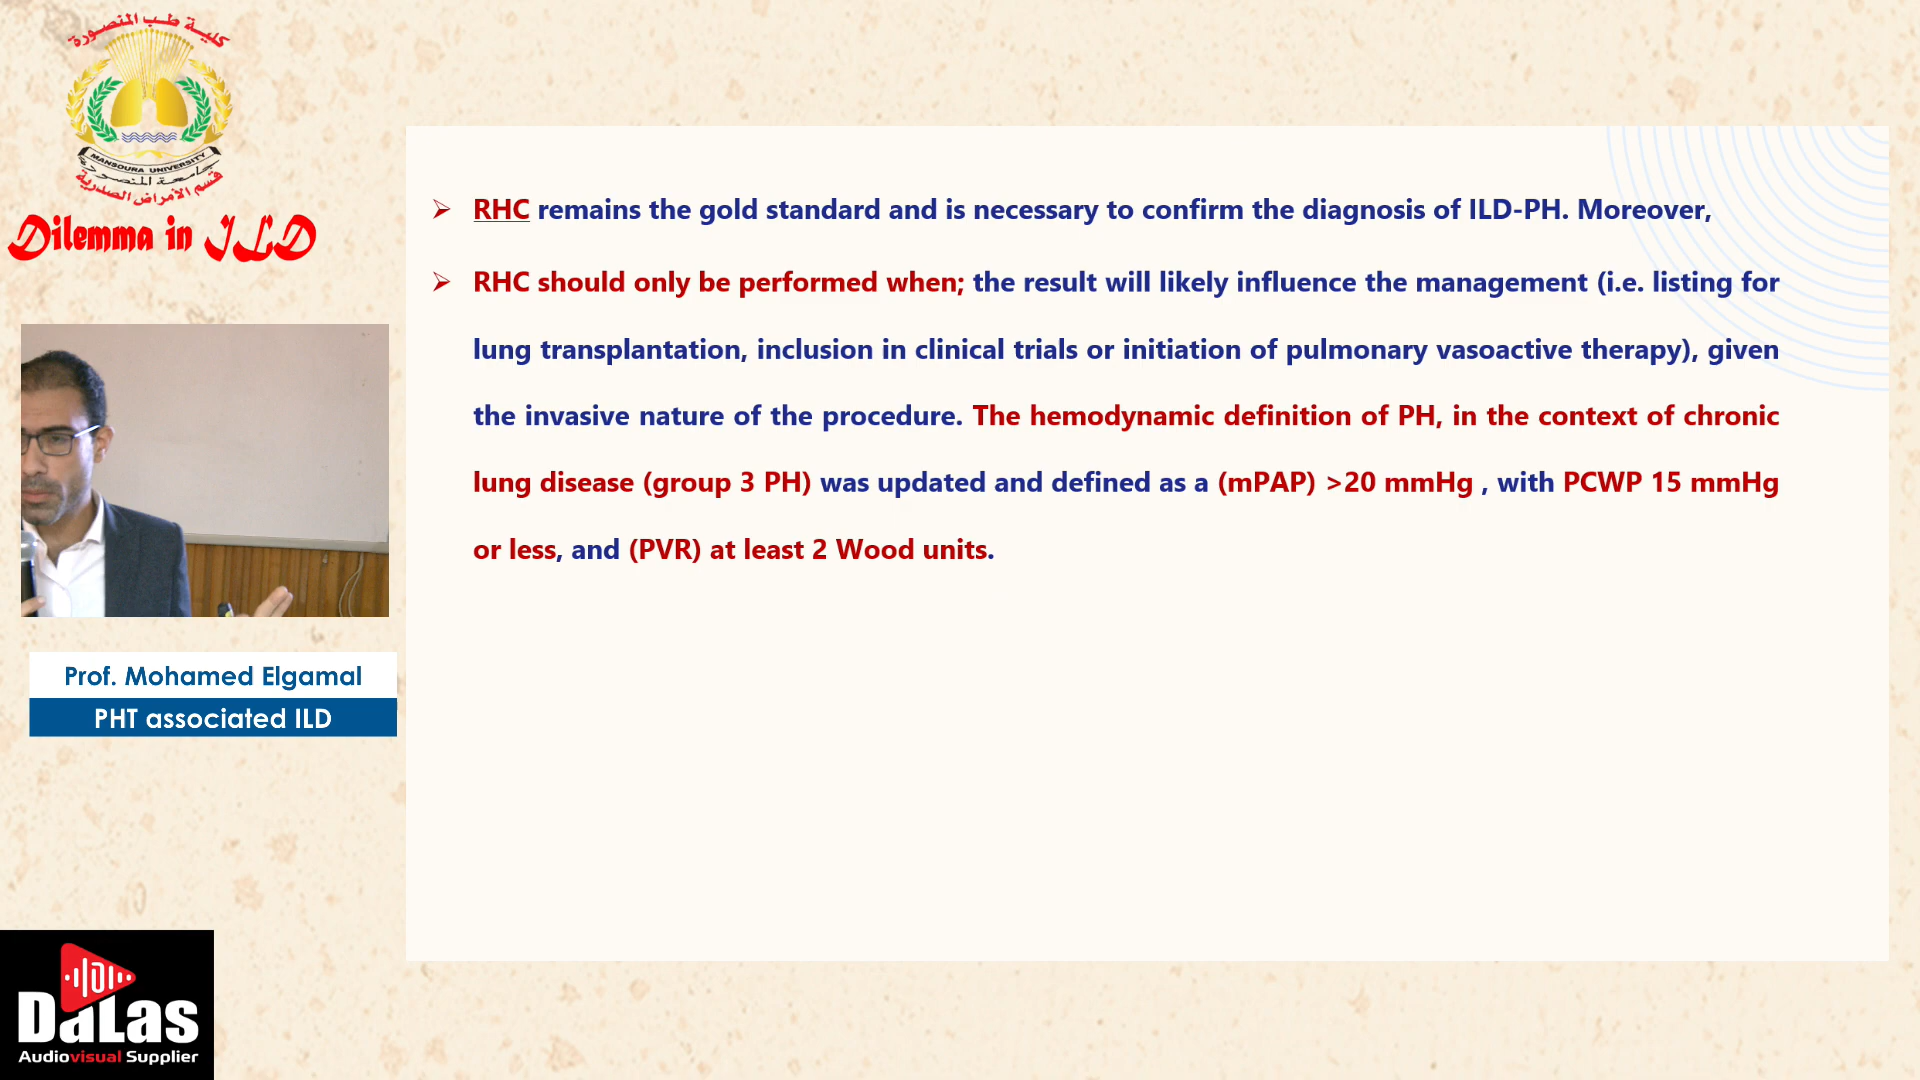 كلية طب المنصورة
MANSOURA UNIVERSITY
جامعة المنصورة
قسم الأمراض الصدرية
Dilemma in ILD
➢ RHC remains the gold standard and is necessary to confirm the diagnosis of ILD-PH. Moreover,
➢ RHC should only be performed when; the result will likely influence the management (i.e. listing for
lung transplantation, inclusion in clinical trials or initiation of pulmonary vasoactive therapy), given
the invasive nature of the procedure. The hemodynamic definition of PH, in the context of chronic
lung disease (group 3 PH) was updated and defined as a (mPAP) >20 mmHg , with PCWP 15 mmHg
or less, and (PVR) at least 2 Wood units.
Prof. Mohamed Elgamal
PHT associated ILD
DaLas
Audiovisual Supplier